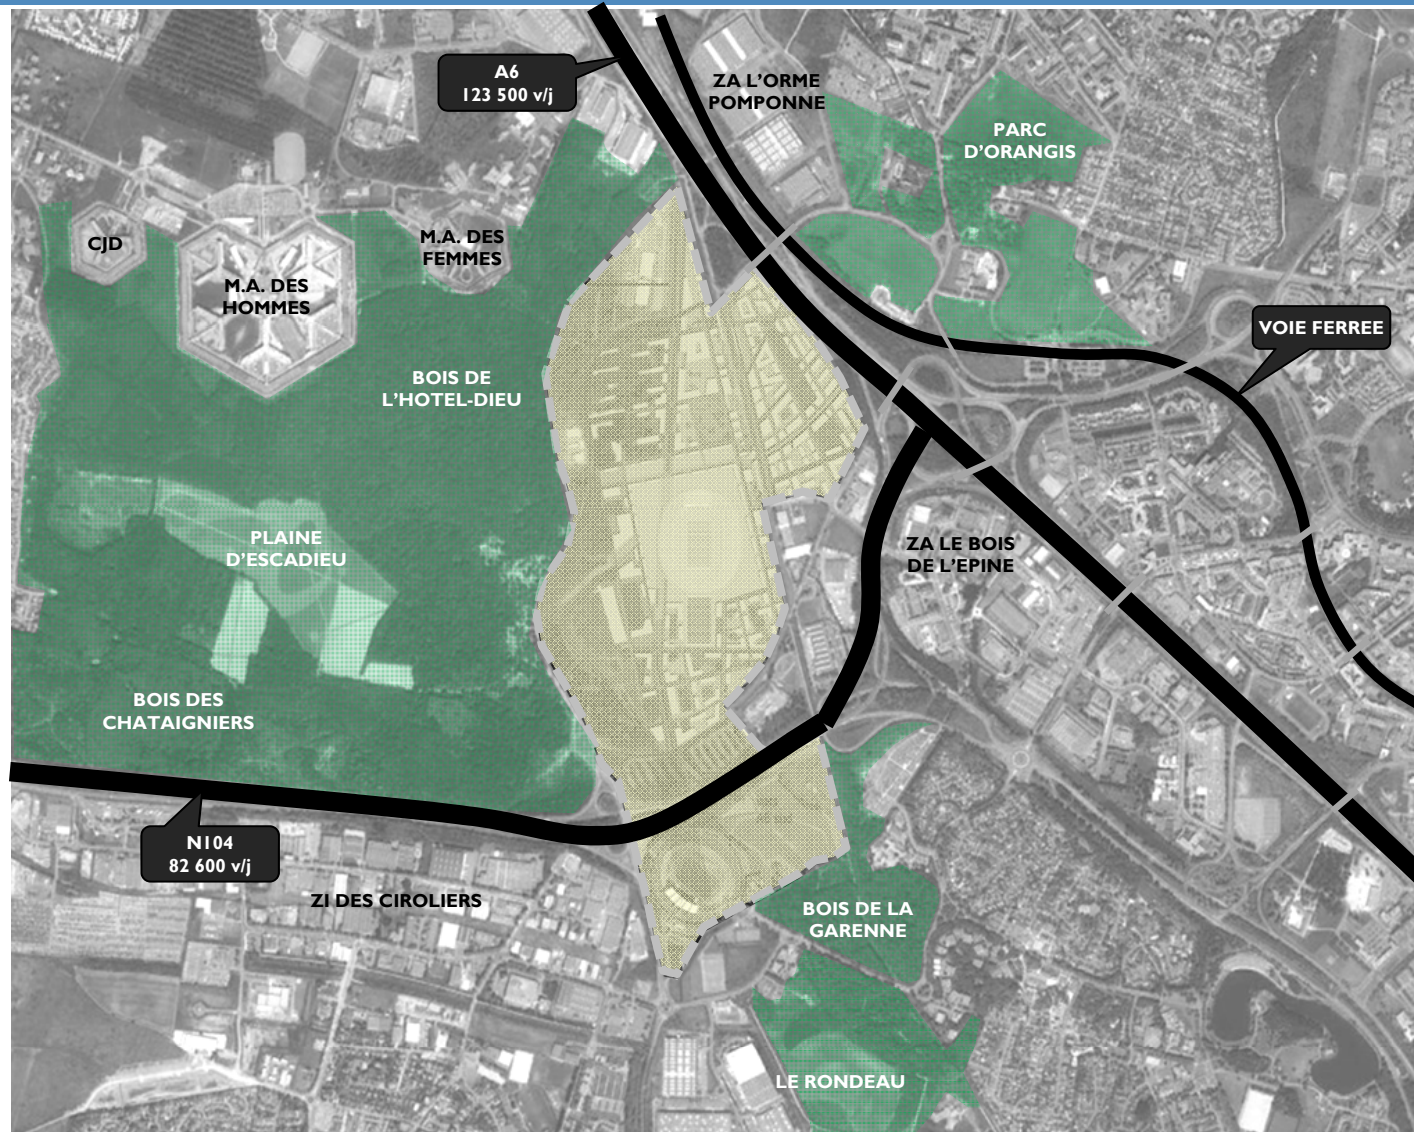 A6
123 500 v/j
ZA L'ORME
POMPONNE
PARC
D'ORANGIS
CJD
M.A. DES
FEMMES
M.A. DES
HOMMES
VOIE FERREE
BOIS DE
L'HOTEL-DIEU
PLAINE
D'ESCADIEU
ZA LE BOIS
DE L'EPINE
BOIS DES
CHATAIGNIERS
N104
82 600 v/j
ZI DES CIROLIERS
BOIS DE LA
GARENNE
LE RONDEAU